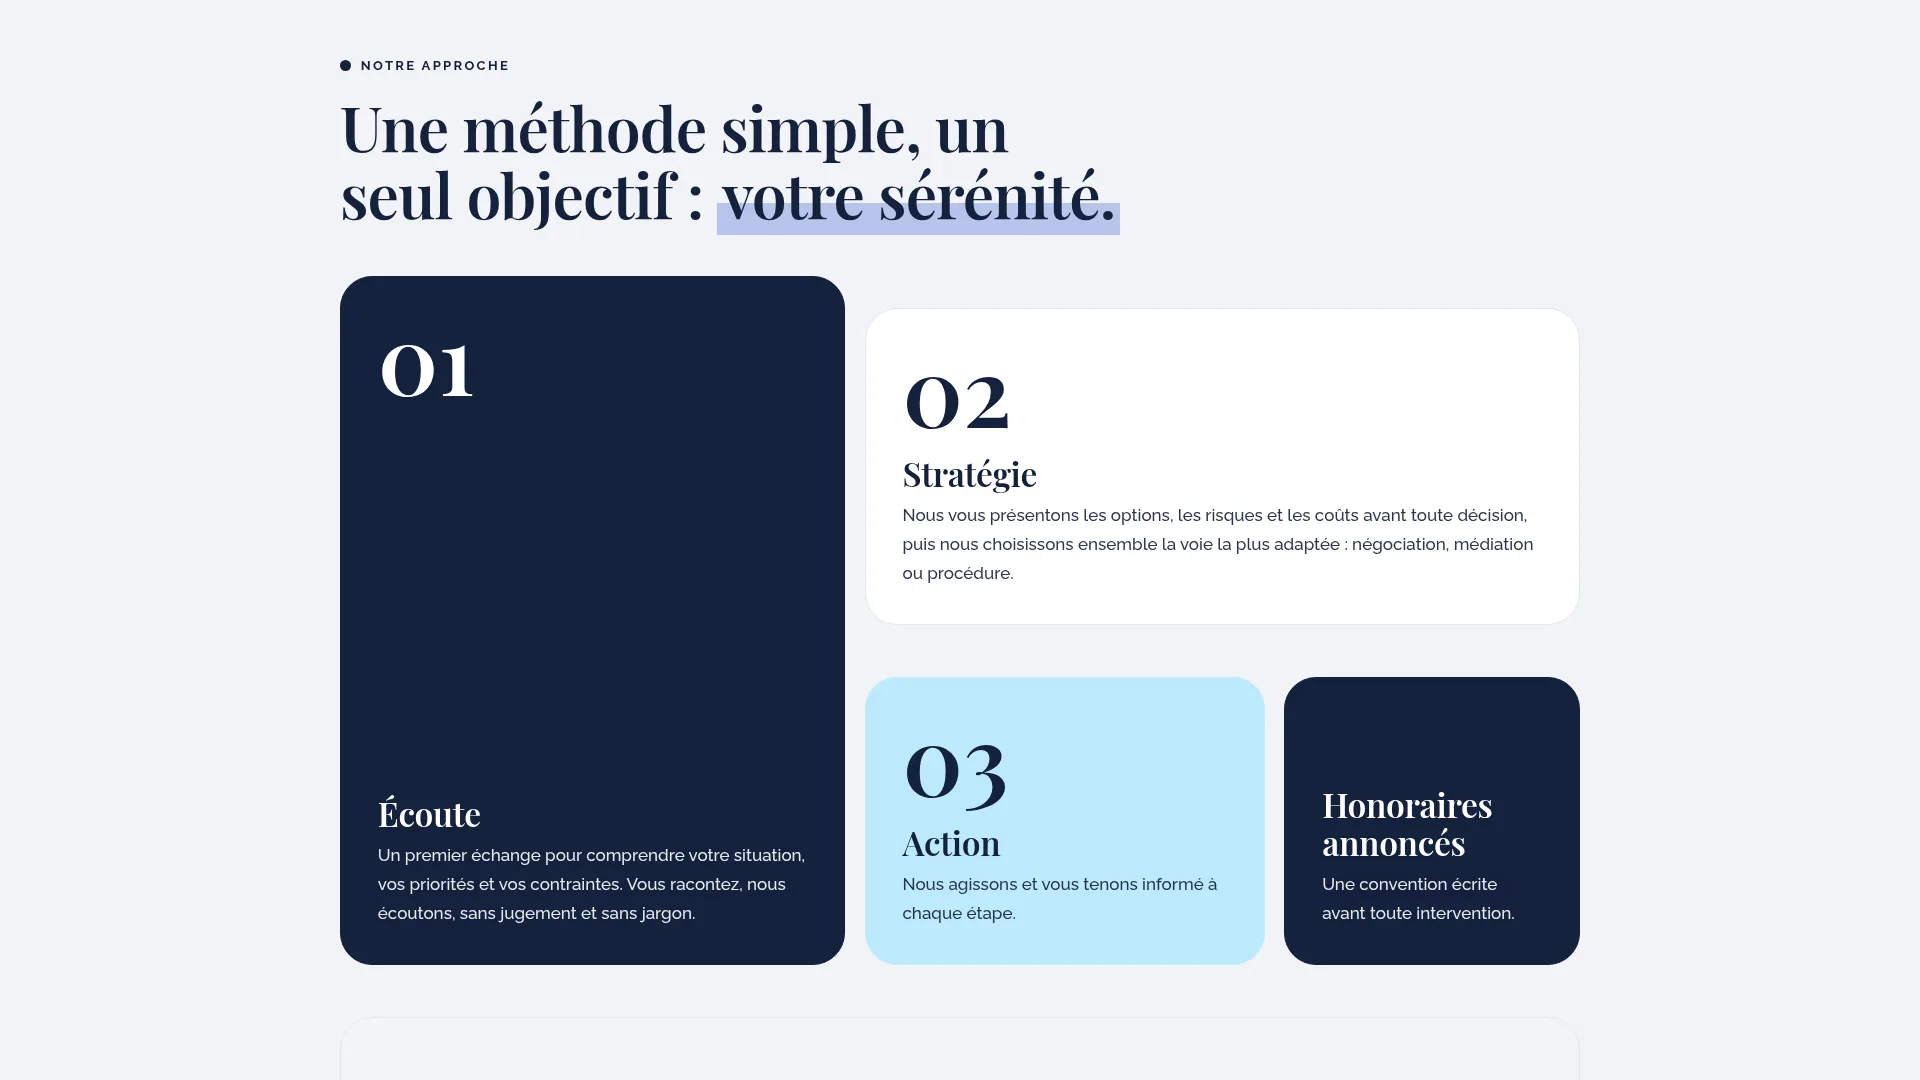 NOTRE APPROCHE
Une méthode simple, un
seul objectif : votre sérénité.
01
Écoute
Un premier échange pour comprendre votre situation,
vos priorités et vos contraintes. Vous racontez, nous
écoutons, sans jugement et sans jargon.
02
Stratégie
Nous vous présentons les options, les risques et les coûts avant toute décision,
puis nous choisissons ensemble la voie la plus adaptée : négociation, médiation
ou procédure.
03
Action
Nous agissons et vous tenons informé à
chaque étape.
Honoraires
annoncés
Une convention écrite
avant toute intervention.